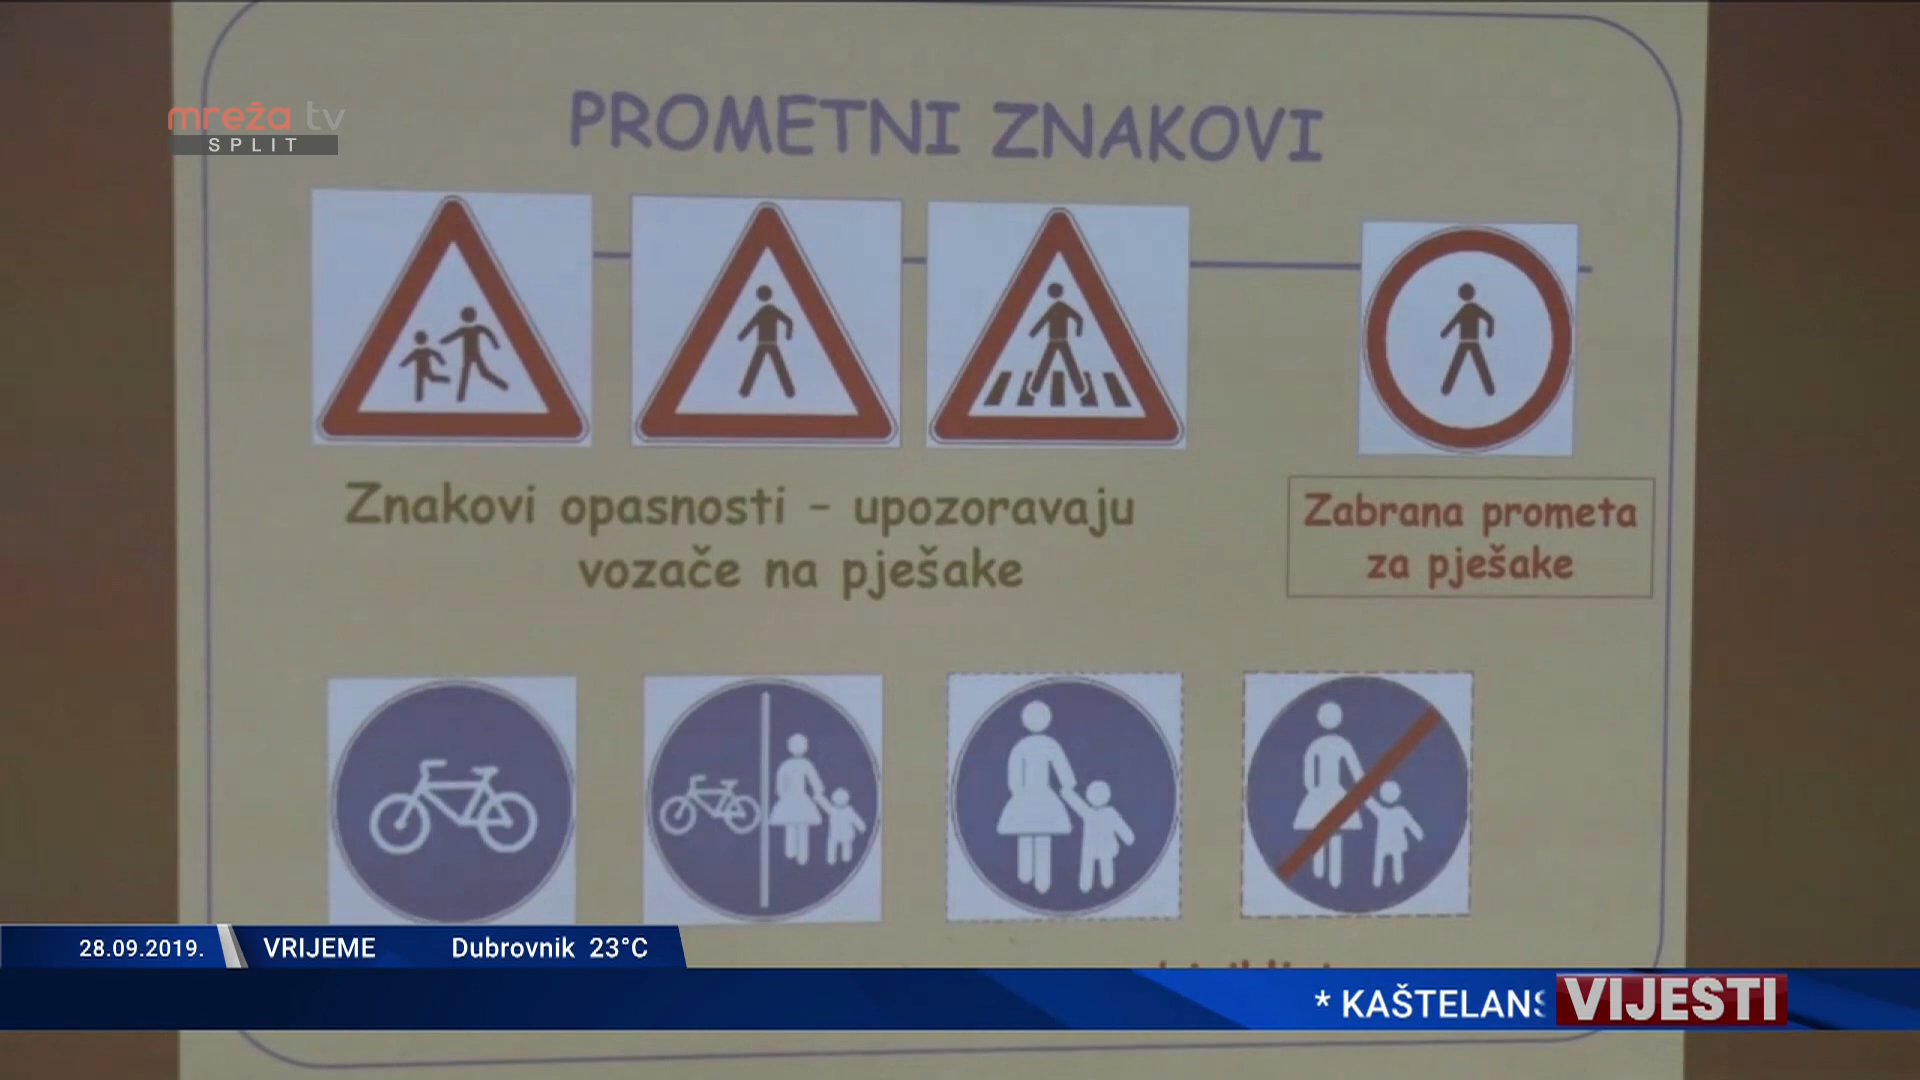 mreža tv
SPLIT
PROMETNI ZNAKOVI
Znakovi opasnosti - upozoravaju
vozače na pješake
Zabrana prometa
za pješake
28.09.2019.
VRIJEME
Dubrovnik 23°C
* KAŠTELANS
VIJESTI